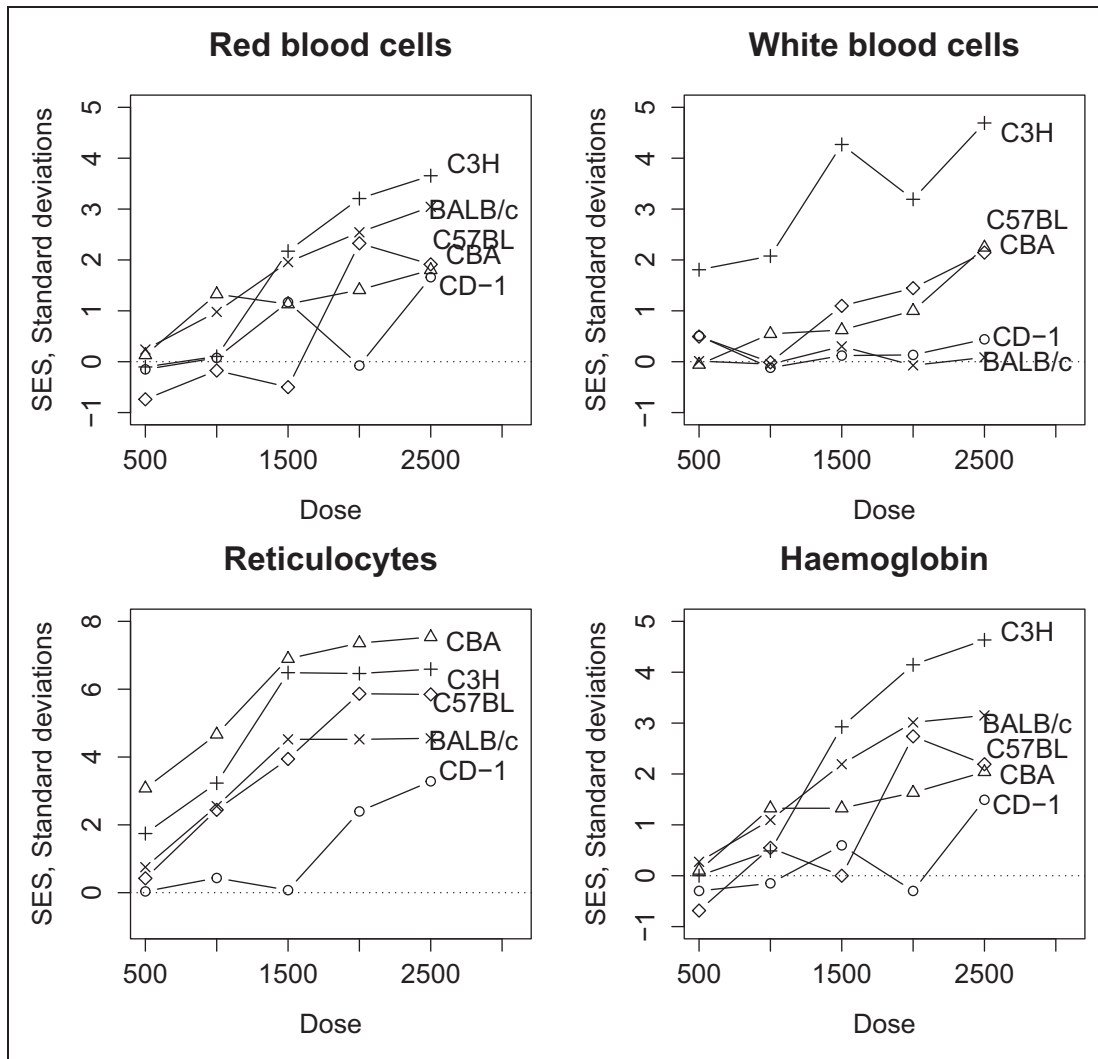 Red blood cells
SES, Standard deviations
5
4
3
2
1
0
−1
C3H
BALB/c
C57BL
CBA
CD−1
500
1500
2500
Dose
White blood cells
SES, Standard deviations
5
4
3
2
1
0
−1
C3H
C57BL
CBA
CD−1
BALB/c
500
1500
2500
Dose
Reticulocytes
SES, Standard deviations
8
6
4
2
0
CBA
C3H
C57BL
BALB/c
CD−1
500
1500
2500
Dose
Haemoglobin
SES, Standard deviations
5
4
3
2
1
0
−1
C3H
BALB/c
C57BL
CBA
CD−1
500
1500
2500
Dose